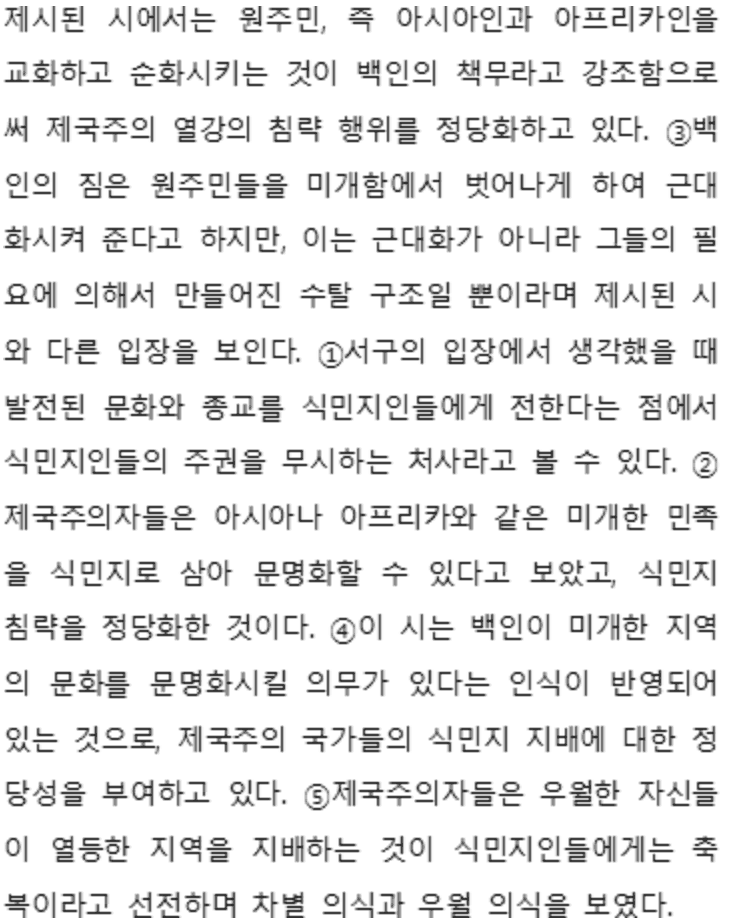 제시된 시에서는 원주민, 즉 아시아인과 아프리카인을
교화하고 순화시키는 것이 백인의 책무라고 강조함으로
써 제국주의 열강의 침략 행위를 정당화하고 있다. ③백
인의 짐은 원주민들을 미개함에서 벗어나게 하여 근대
화시켜 준다고 하지만, 이는 근대화가 아니라 그들의 필
요에 의해서 만들어진 수탈 구조일 뿐이라며 제시된 시
와 다른 입장을 보인다. ①서구의 입장에서 생각했을 때
발전된 문화와 종교를 식민지인들에게 전한다는 점에서
식민지인들의 주권을 무시하는 처사라고 볼 수 있다. ②
제국주의자들은 아시아나 아프리카와 같은 미개한 민족
을 식민지로 삼아 문명화할 수 있다고 보았고, 식민지
침략을 정당화한 것이다. ④이 시는 백인이 미개한 지역
의 문화를 문명화시킬 의무가 있다는 인식이 반영되어
있는 것으로, 제국주의 국가들의 식민지 지배에 대한 정
당성을 부여하고 있다. ⑤제국주의자들은 우월한 자신들
이 열등한 지역을 지배하는 것이 식민지인들에게는 축
복이라고 선전하며 차별 의식과 우월 의식을 보였다.